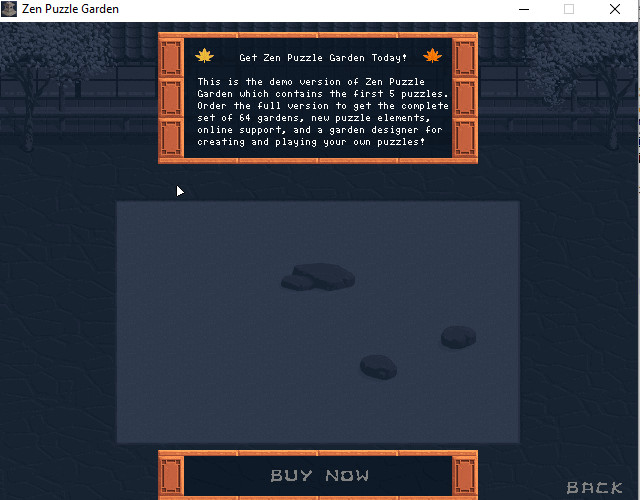 Zen Puzzle Garden
Get Zen Puzzle Garden Today!
This is the demo version of Zen Puzzle
Garden which contains the first 5 puzzles.
Order the full version to get the complete
set of 64 gardens, new puzzle elements,
online support, and a garden designer for
creating and playing your own puzzles!
BUY NOW
BACK